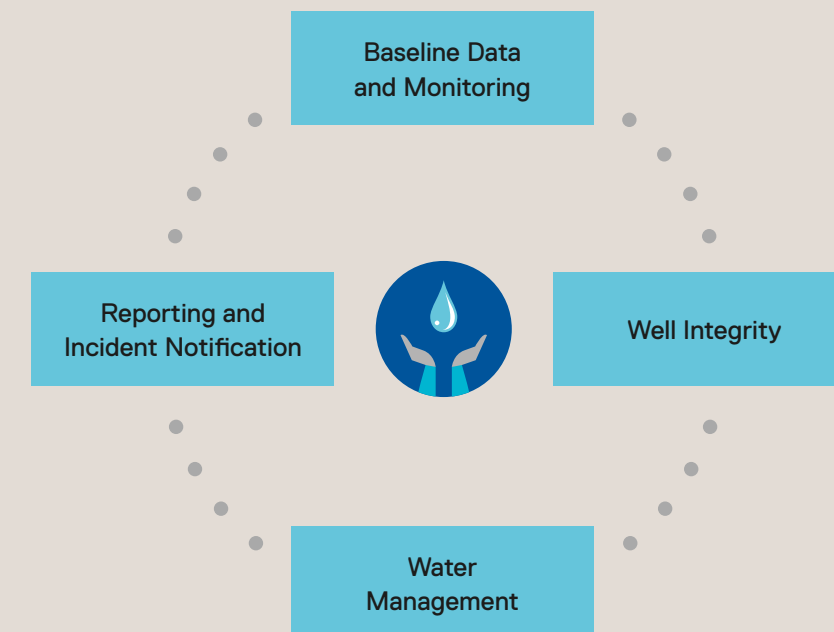 Baseline Data
and Monitoring
Reporting and
Incident Notification
Well Integrity
Water
Management